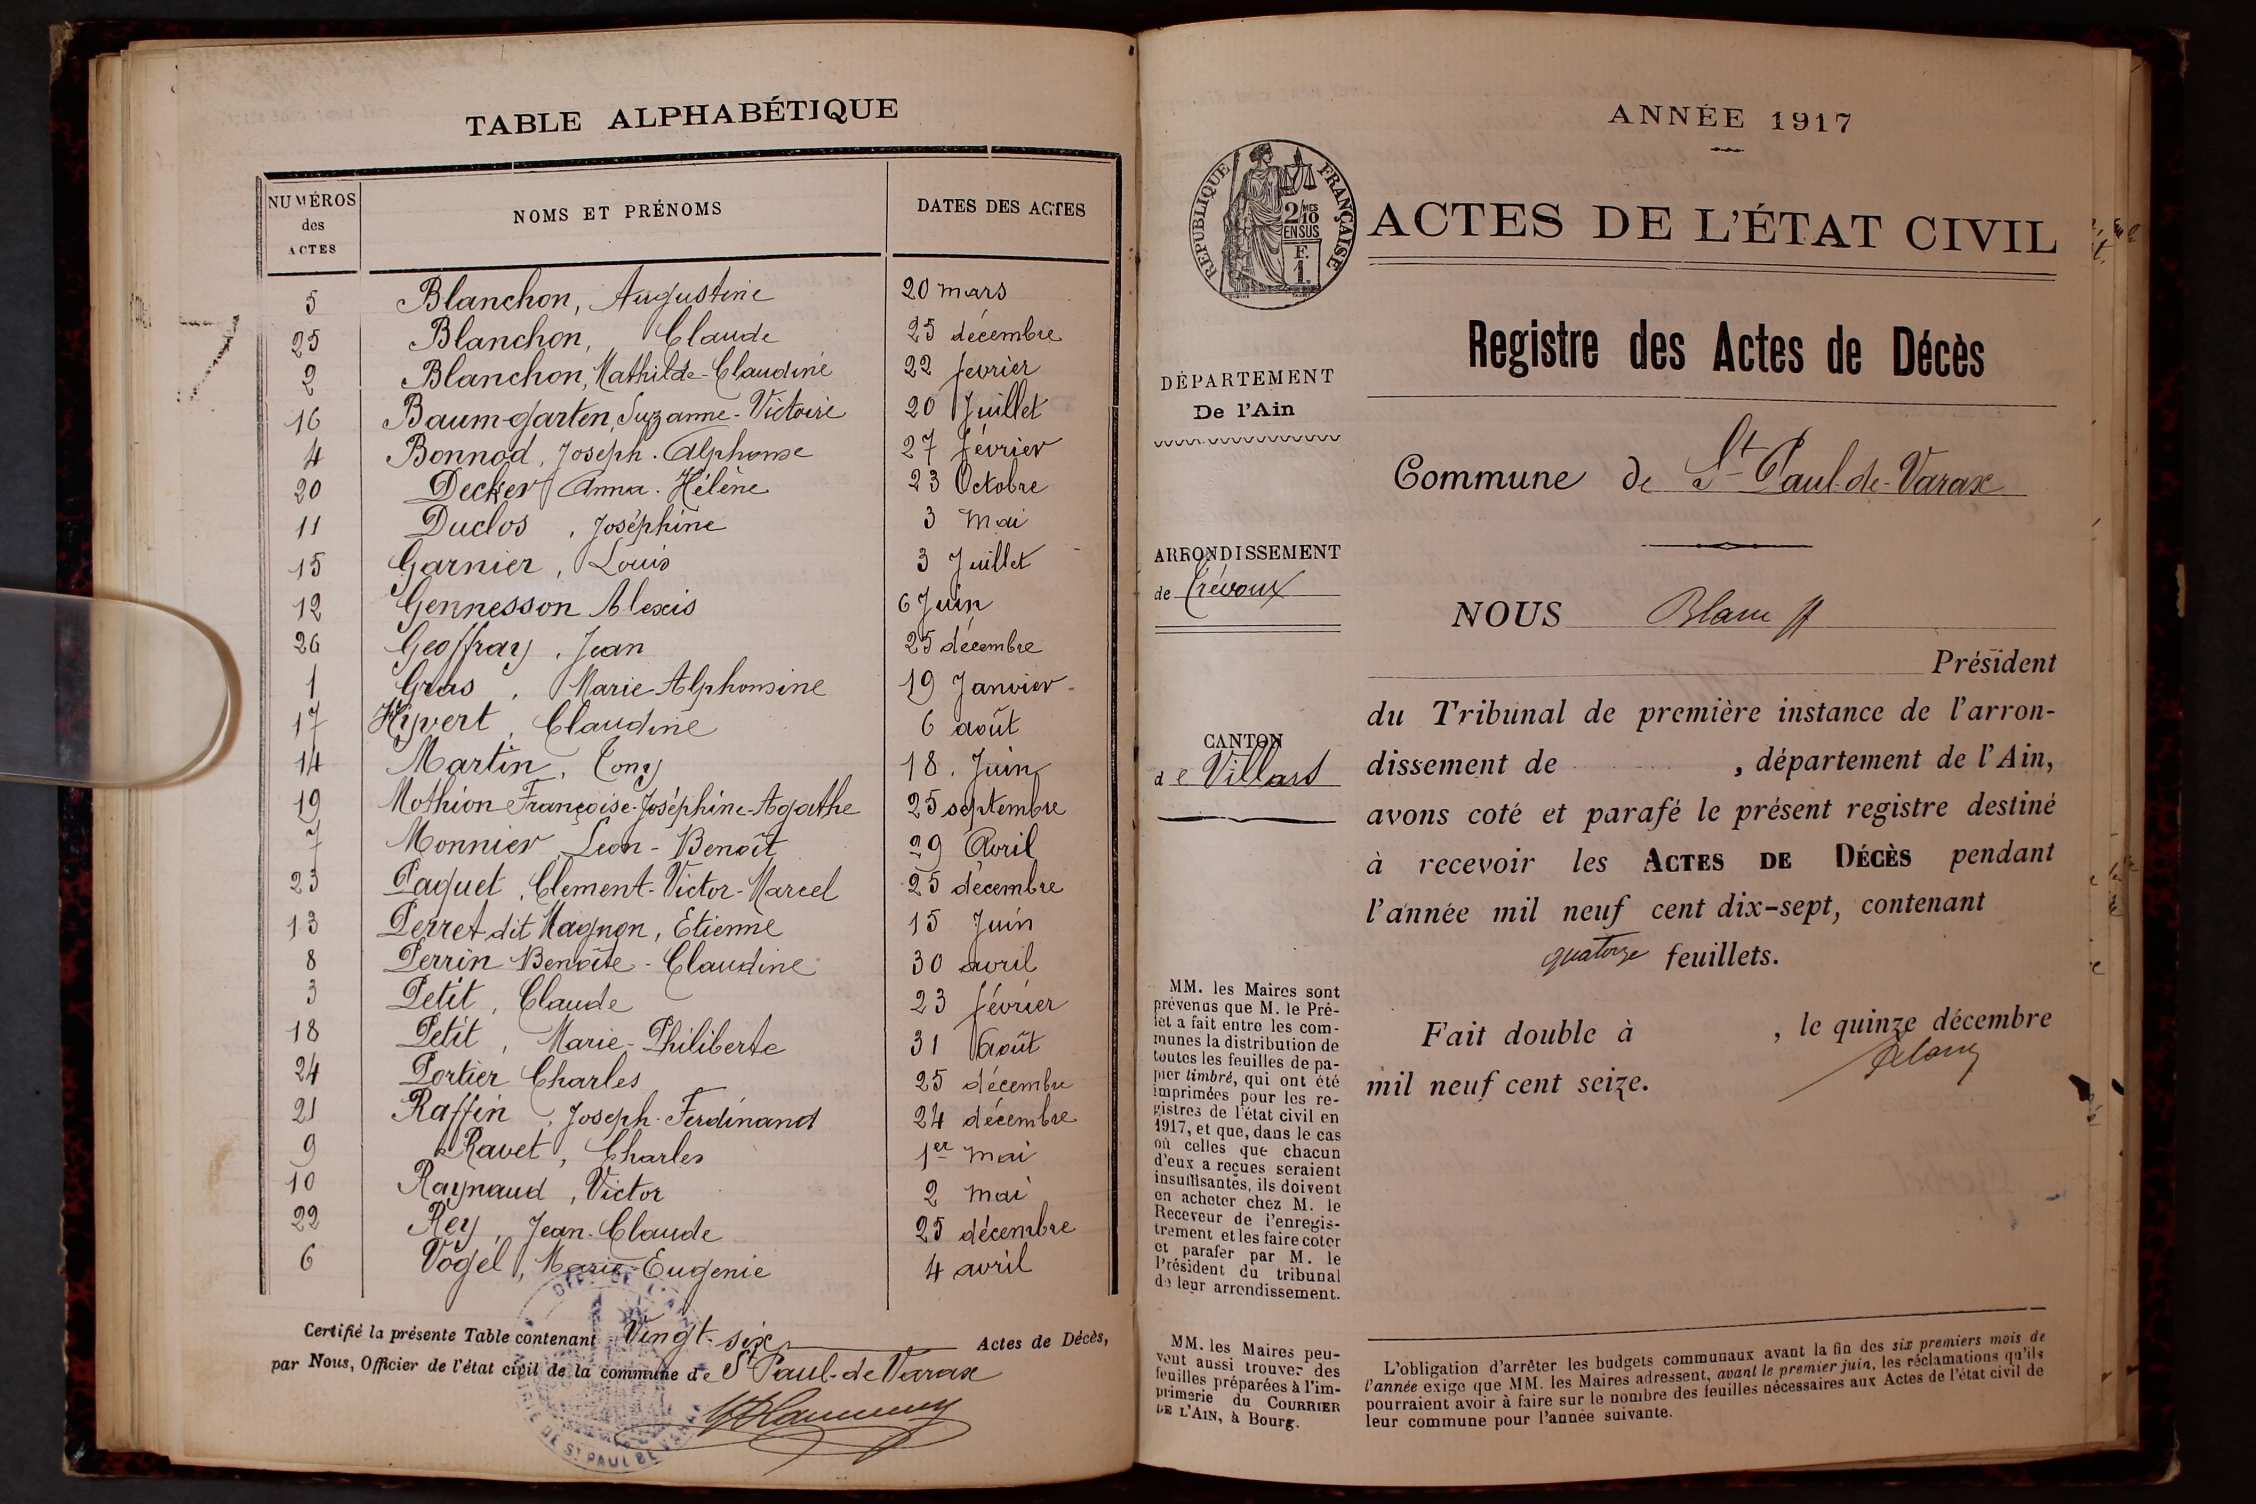 TABLE ALPHABÉTIQUE
NUMÉROS des ACTES NOMS ET PRÉNOMS DATES DES ACTES
5 Blanchon, Augustine 20 mars
25 Blanchon, Claude 25 décembre
2 Blanchon, Mathilde-Claudine 22 fevrier
16 Baumgarten, Suzanne-Victoire 20 Juillet
4 Bonnod, Joseph-Alphonse 27 février
20 Decker Anna-Hélène 23 Octobre
11 Duclos, Joséphine 3 Mai
15 Garnier, Louis 3 Juillet
12 Gennesson Alexis 6 Juin
26 Geoffray, Jean 25 décembre
1 Gras, Marie-Alphonsine 19 Janvier
17 Hyvert, Claudine 6 août
14 Martin, Tony 18 Juin
19 Mothion Françoise-Joséphine-Agathe 25 septembre
7 Monnier Léon-Benoît 29 Avril
23 Paquet, Clement-Victor-Marcel 25 décembre
13 Perret dit Magnon, Etienne 15 Juin
8 Perrin Benoîte-Claudine 30 avril
3 Petit, Claude 23 février
18 Petit, Marie-Philiberte 31 Août
24 Portier Charles 25 décembre
21 Raffin, Joseph-Ferdinand 24 décembre
9 Ravet, Charles 1er Mai
10 Raynaud, Victor 2 mai
22 Rey, Jean-Claude 25 décembre
6 Vogel, Marie-Eugenie 4 avril
Certifié la présente Table contenant Vingt-six Actes de Décès,
par Nous, Officier de l'état civil de la commune de St Paul-de-Varax
ANNÉE 1917
RÉPUBLIQUE FRANÇAISE
2/10 MES
EN SUS
F.
1.
ACTES DE L'ÉTAT CIVIL
Registre des Actes de Décès
DÉPARTEMENT
De l'Ain
Commune de St Paul-de-Varax
ARRONDISSEMENT
de Trévoux
CANTON
de Villars
NOUS Blanc
Président
du Tribunal de première instance de l'arron-
dissement de , département de l'Ain,
avons coté et parafé le présent registre destiné
à recevoir les ACTES DE DÉCÈS pendant
l'année mil neuf cent dix-sept, contenant
quatorze feuillets.
Fait double à , le quinze décembre
mil neuf cent seize.
MM. les Maires sont
prévenus que M. le Pré-
fet a fait entre les com-
munes la distribution de
toutes les feuilles de pa-
pier timbré, qui ont été
imprimées pour les re-
gistres de l'état civil en
1917, et que, dans le cas
où celles que chacun
d'eux a reçues seraient
insuffisantes, ils doivent
en acheter chez M. le
Receveur de l'enregis-
trement et les faire coter
et parafer par M. le
Président du tribunal
de leur arrondissement.
MM. les Maires peu-
vent aussi trouver des
feuilles préparées à l'im-
primerie du COURRIER
DE L'AIN, à Bourg.
L'obligation d'arrêter les budgets communaux avant la fin des six premiers mois de
l'année exige que MM. les Maires adressent, avant le premier juin, les réclamations qu'ils
pourraient avoir à faire sur le nombre des feuilles nécessaires aux Actes de l'état civil de
leur commune pour l'année suivante.